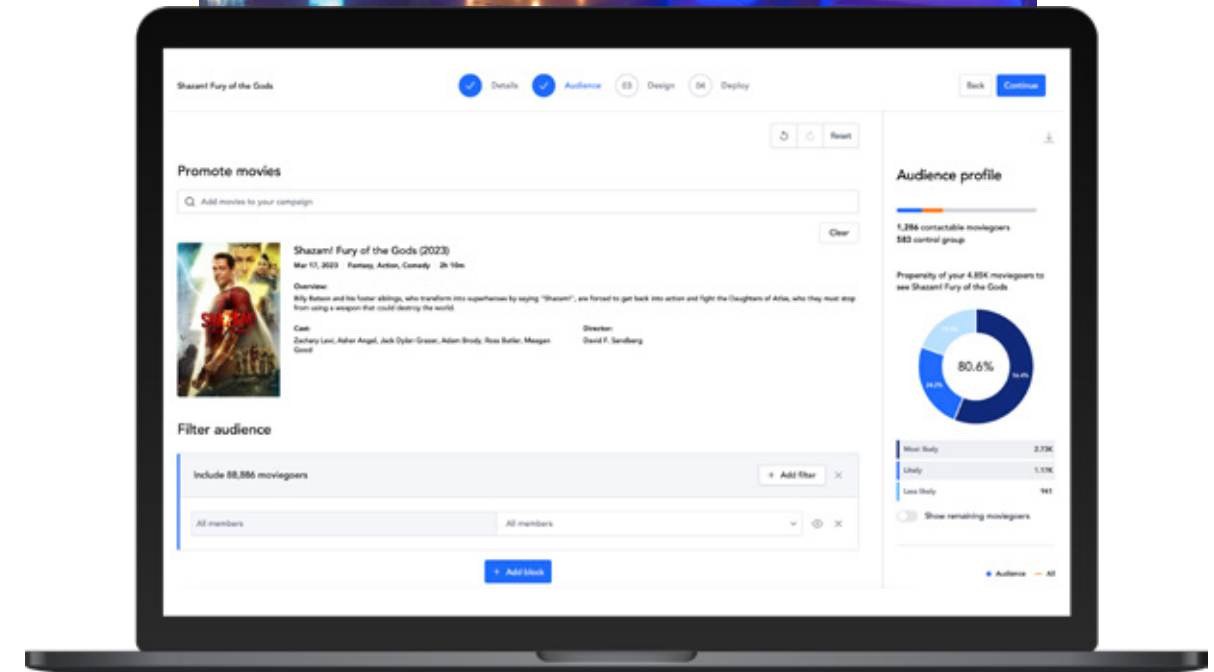 Shazam! Fury of the Gods
Details
Audience
03
Design
04
Deploy
Back
Continue
Reset
Promote movies
Add movies to your campaign
Clear
Shazam! Fury of the Gods (2023)
Mar 17, 2023 Fantasy, Action, Comedy 2h 10m
Overview:
Billy Batson and his foster siblings, who transform into superheroes by saying "Shazam!", are forced to get back into action and fight the Daughters of Atlas, who they must stop
from using a weapon that could destroy the world.
Cast:
Zachary Levi, Asher Angel, Jack Dylan Grazer, Adam Brody, Ross Butler, Meagan
Good
Director:
David F. Sandberg
SHAZAM
Filter audience
Include 88,886 moviegoers
+ Add filter
All members
All members
+ Add block
Audience profile
1,286 contactable moviegoers
583 control group
Propensity of your 4.85K moviegoers to
see Shazam! Fury of the Gods
80.6%
56.4%
24.2%
Most likely 2.73K
Likely 1.17K
Less likely 941
Show remaining moviegoers
Audience
All